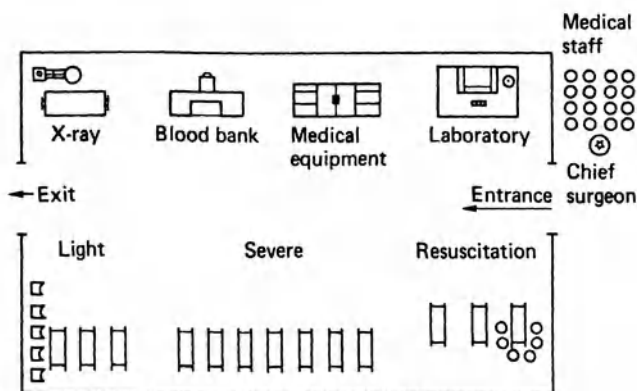 Medical
staff
X-ray
Blood bank
Medical
equipment
Laboratory
Chief
surgeon
Exit
Entrance
Light
Severe
Resuscitation